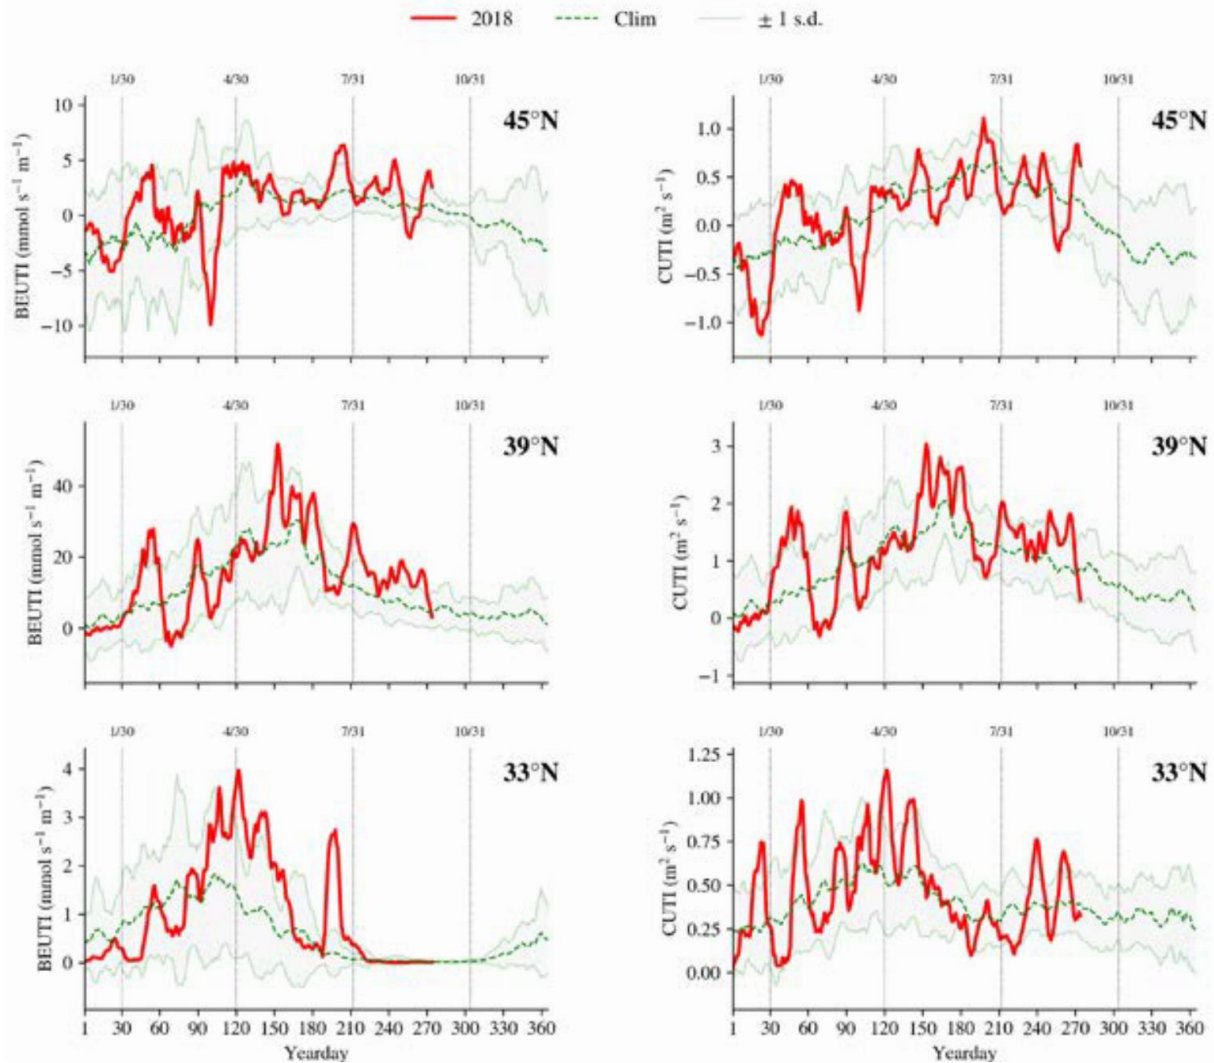 2018 Clim ± 1 s.d.
1/30 4/30 7/31 10/31
45°N
BEUTI (mmol s⁻¹ m⁻¹)
10
5
0
−5
−10
1/30 4/30 7/31 10/31
45°N
CUTI (m² s⁻¹)
1.0
0.5
0.0
−0.5
−1.0
1/30 4/30 7/31 10/31
39°N
BEUTI (mmol s⁻¹ m⁻¹)
40
20
0
1/30 4/30 7/31 10/31
39°N
CUTI (m² s⁻¹)
3
2
1
0
−1
1/30 4/30 7/31 10/31
33°N
BEUTI (mmol s⁻¹ m⁻¹)
4
3
2
1
0
1 30 60 90 120 150 180 210 240 270 300 330 360
Yearday
1/30 4/30 7/31 10/31
33°N
CUTI (m² s⁻¹)
1.25
1.00
0.75
0.50
0.25
0.00
1 30 60 90 120 150 180 210 240 270 300 330 360
Yearday